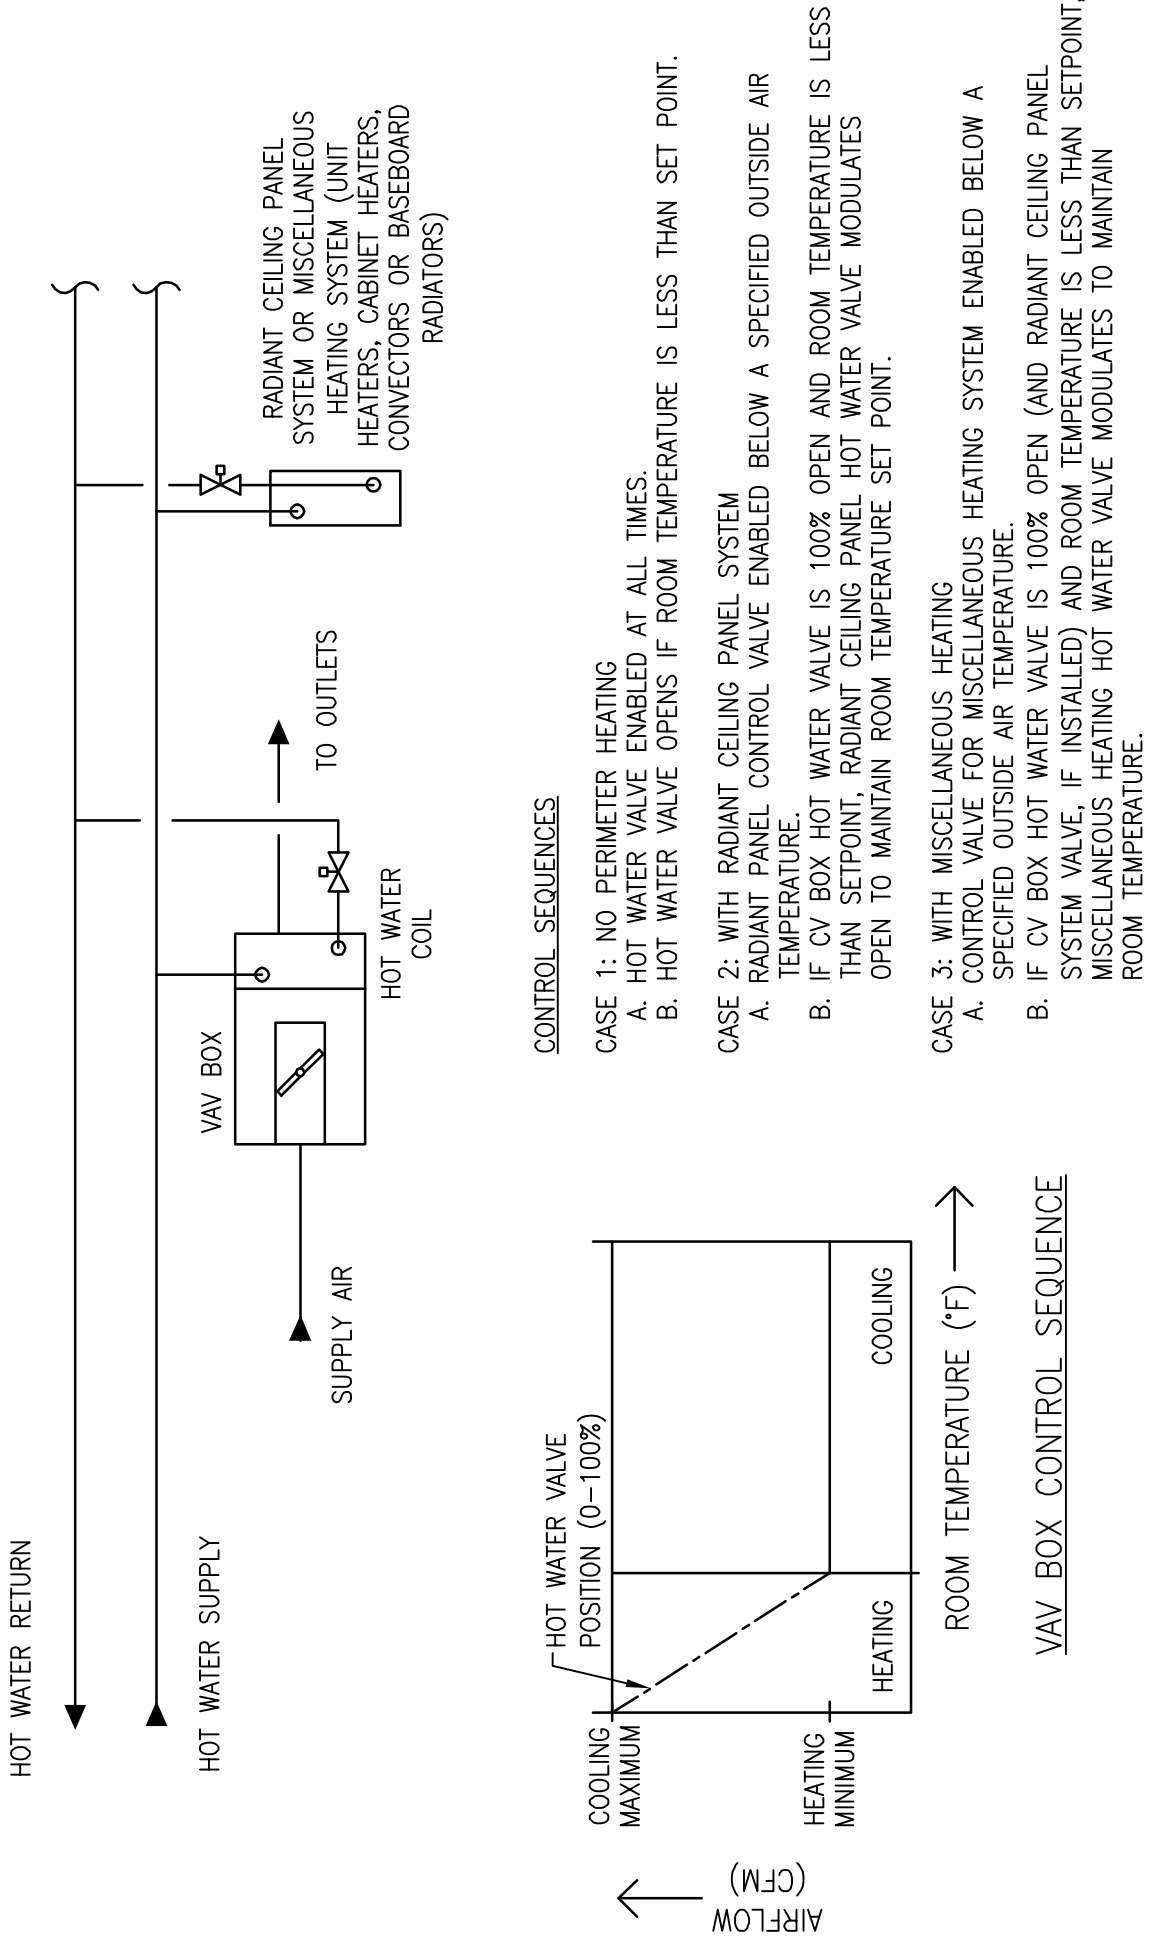 HOT WATER RETURN
HOT WATER SUPPLY
RADIANT CEILING PANEL
SYSTEM OR MISCELLANEOUS
HEATING SYSTEM (UNIT
HEATERS, CABINET HEATERS,
CONVECTORS OR BASEBOARD
RADIATORS)
VAV BOX
SUPPLY AIR
HOT WATER
COIL
TO OUTLETS
HOT WATER VALVE
POSITION (0-100%)
COOLING
MAXIMUM
HEATING
MINIMUM
AIRFLOW
(CFM)
HEATING
COOLING
ROOM TEMPERATURE (°F)
VAV BOX CONTROL SEQUENCE
CONTROL SEQUENCES
CASE 1: NO PERIMETER HEATING
A. HOT WATER VALVE ENABLED AT ALL TIMES.
B. HOT WATER VALVE OPENS IF ROOM TEMPERATURE IS LESS THAN SET POINT.
CASE 2: WITH RADIANT CEILING PANEL SYSTEM
A. RADIANT PANEL CONTROL VALVE ENABLED BELOW A SPECIFIED OUTSIDE AIR
TEMPERATURE.
B. IF CV BOX HOT WATER VALVE IS 100% OPEN AND ROOM TEMPERATURE IS LESS
THAN SETPOINT, RADIANT CEILING PANEL HOT WATER VALVE MODULATES
OPEN TO MAINTAIN ROOM TEMPERATURE SET POINT.
CASE 3: WITH MISCELLANEOUS HEATING
A. CONTROL VALVE FOR MISCELLANEOUS HEATING SYSTEM ENABLED BELOW A
SPECIFIED OUTSIDE AIR TEMPERATURE.
B. IF CV BOX HOT WATER VALVE IS 100% OPEN (AND RADIANT CEILING PANEL
SYSTEM VALVE, IF INSTALLED) AND ROOM TEMPERATURE IS LESS THAN SETPOINT,
MISCELLANEOUS HEATING HOT WATER VALVE MODULATES TO MAINTAIN
ROOM TEMPERATURE.